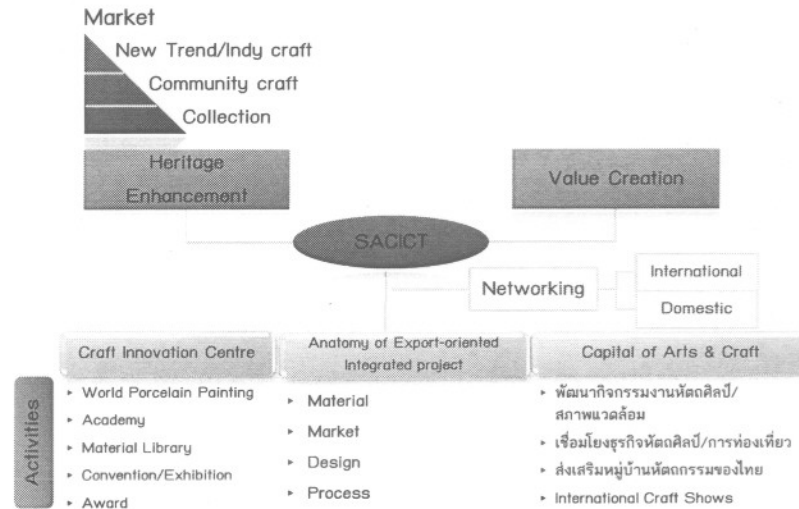 Market
New Trend/Indy craft
Community craft
Collection
Heritage
Enhancement
Value Creation
SACICT
Networking
International
Domestic
Craft Innovation Centre
Anatomy of Export-oriented
Integrated project
Capital of Arts & Craft
Activities
▸ World Porcelain Painting
▸ Academy
▸ Material Library
▸ Convention/Exhibition
▸ Award
▸ Material
▸ Market
▸ Design
▸ Process
▸ พัฒนากิจกรรมงานหัตถศิลป์/
สภาพแวดล้อม
▸ เชื่อมโยงธุรกิจหัตถศิลป์/การท่องเที่ยว
▸ ส่งเสริมหมู่บ้านหัตถกรรมของไทย
▸ International Craft Shows